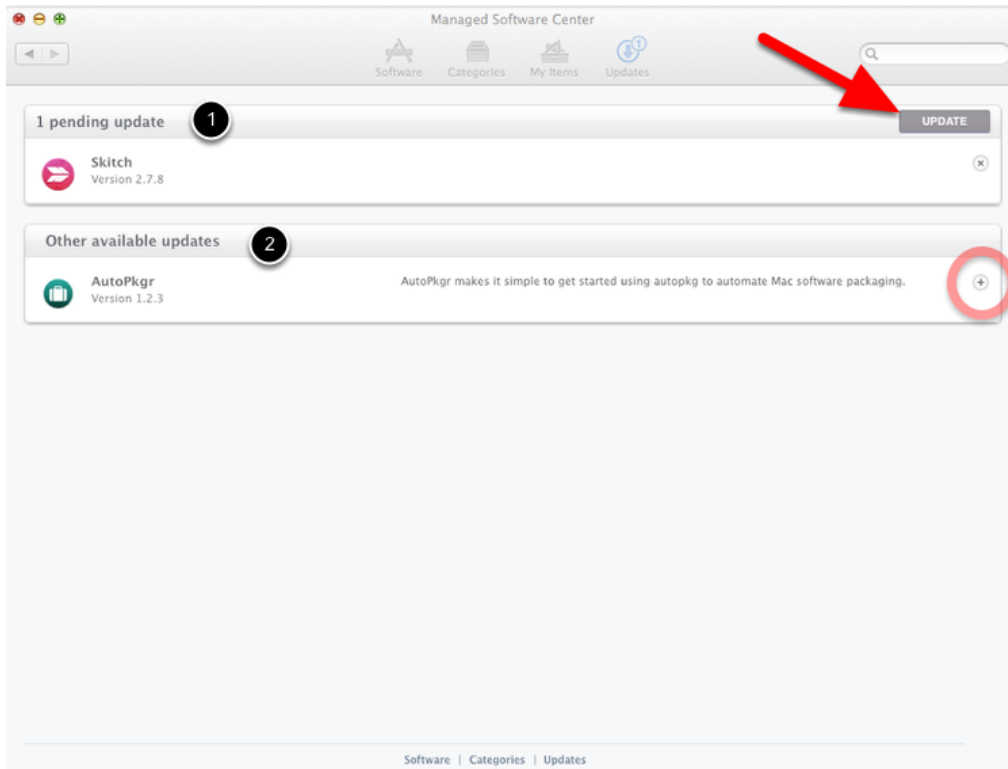 Managed Software Center
Software Categories My Items Updates 1
1 pending update 1 UPDATE
Skitch
Version 2.7.8
Other available updates 2
AutoPkgr AutoPkgr makes it simple to get started using autopkg to automate Mac software packaging.
Version 1.2.3
Software | Categories | Updates